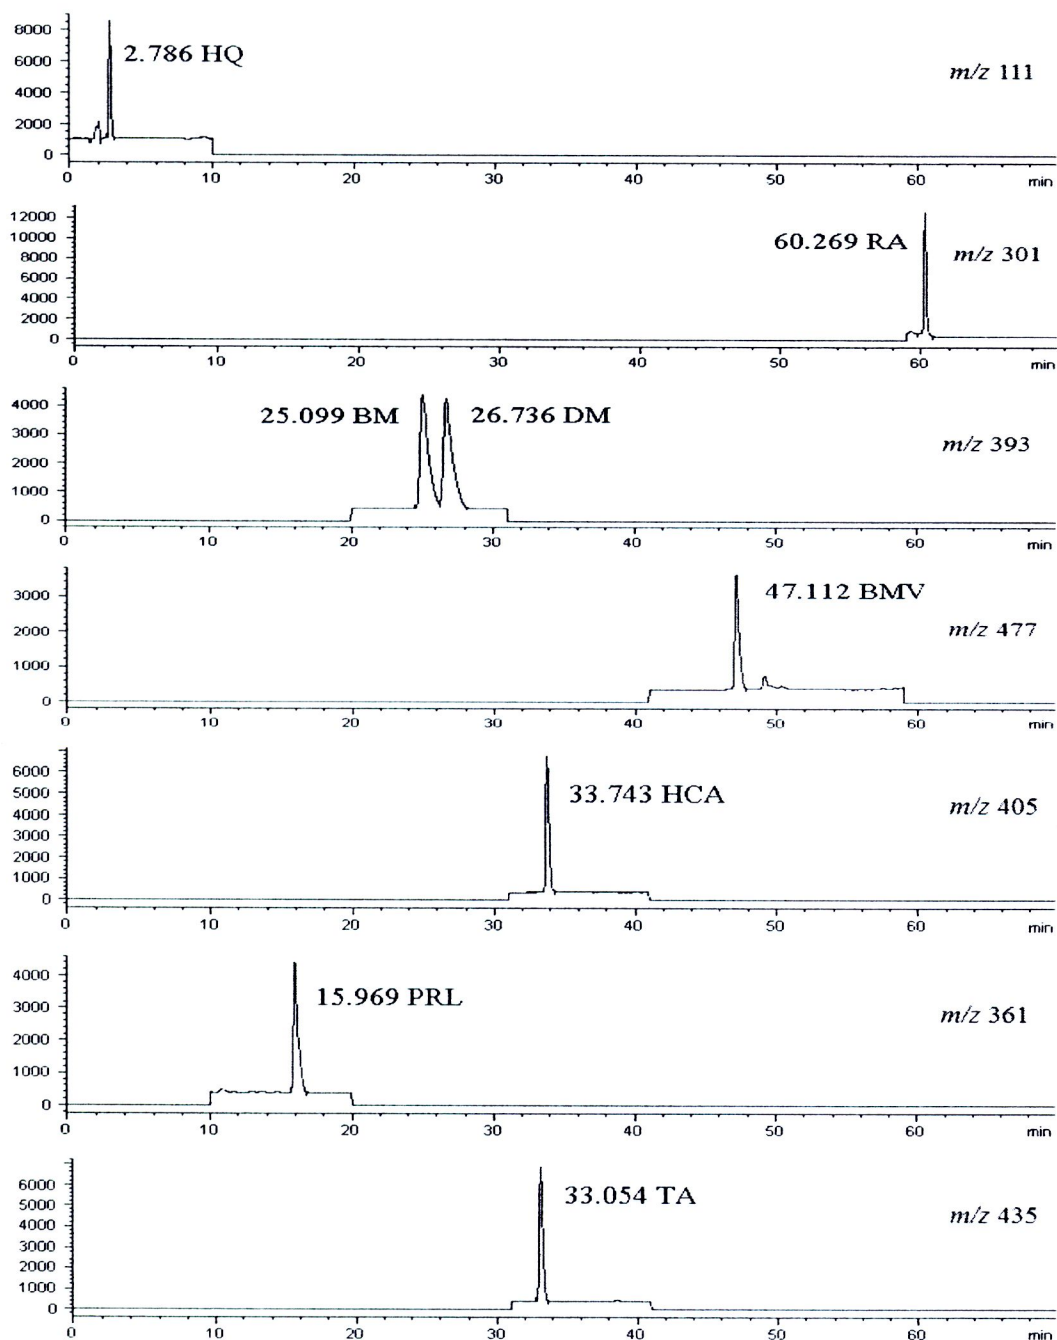 8000
6000
4000
2000
0
2.786 HQ
m/z 111
0 10 20 30 40 50 60 min
12000
10000
8000
6000
4000
2000
0
60.269 RA
m/z 301
0 10 20 30 40 50 60 min
4000
3000
2000
1000
0
25.099 BM 26.736 DM
m/z 393
0 10 20 30 40 50 60 min
3000
2000
1000
0
47.112 BMV
m/z 477
0 10 20 30 40 50 60 min
6000
5000
4000
3000
2000
1000
0
33.743 HCA
m/z 405
0 10 20 30 40 50 60 min
4000
3000
2000
1000
0
15.969 PRL
m/z 361
0 10 20 30 40 50 60 min
6000
5000
4000
3000
2000
1000
0
33.054 TA
m/z 435
0 10 20 30 40 50 60 min